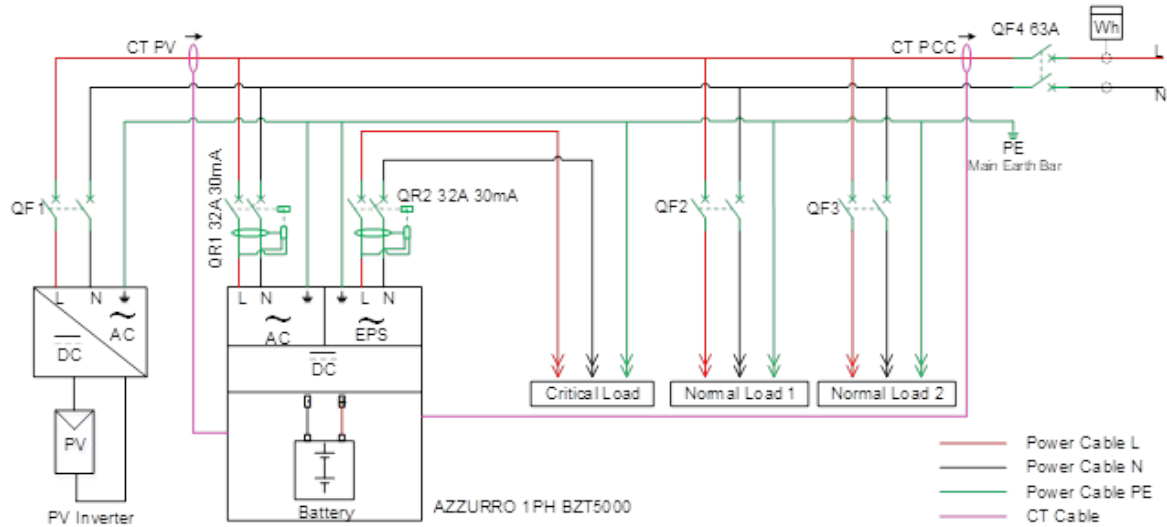 CT PV
CT PCC
QF4 63A
Wh
L
N
PE
Main Earth Bar
QF1
QR1 32A 30mA
QR2 32A 30mA
QF2
QF3
L N
AC
DC
L N
AC
L N
EPS
DC
Critical Load
Normal Load 1
Normal Load 2
PV
PV Inverter
Battery
AZZURRO 1PH BZT5000
Power Cable L
Power Cable N
Power Cable PE
CT Cable